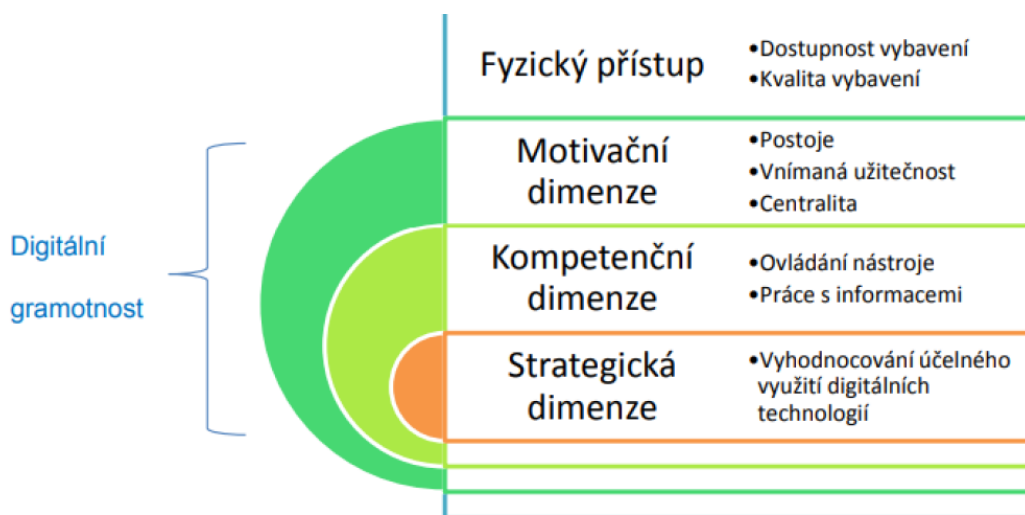 Fyzický přístup
•Dostupnost vybavení
•Kvalita vybavení
Motivační
dimenze
•Postoje
•Vnímaná užitečnost
•Centralita
Digitální
gramotnost
Kompetenční
dimenze
•Ovládání nástroje
•Práce s informacemi
Strategická
dimenze
•Vyhodnocování účelného
využití digitálních
technologií